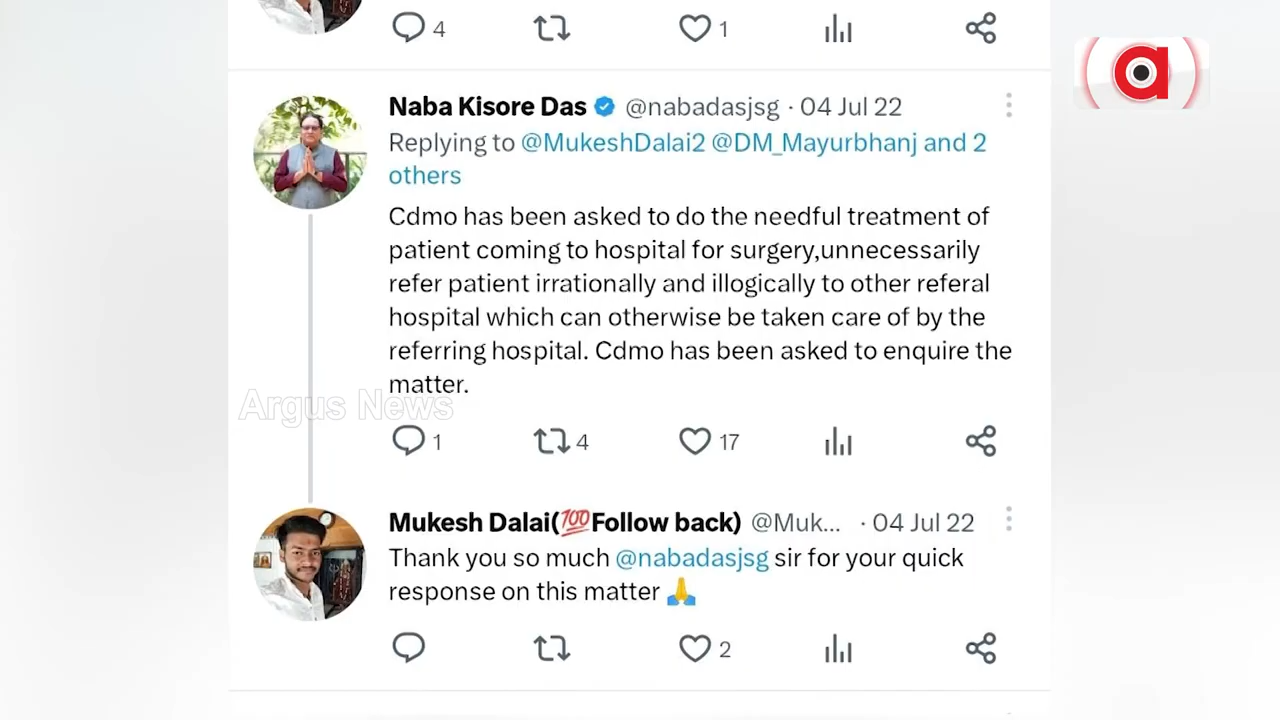 4
1
Naba Kisore Das @nabadasjsg · 04 Jul 22
Replying to @MukeshDalai2 @DM_Mayurbhanj and 2
others
Cdmo has been asked to do the needful treatment of
patient coming to hospital for surgery,unnecessarily
refer patient irrationally and illogically to other referal
hospital which can otherwise be taken care of by the
referring hospital. Cdmo has been asked to enquire the
matter.
Argus News
1 4 17
Mukesh Dalai(💯Follow back) @Muk... · 04 Jul 22
Thank you so much @nabadasjsg sir for your quick
response on this matter 🙏
2
a